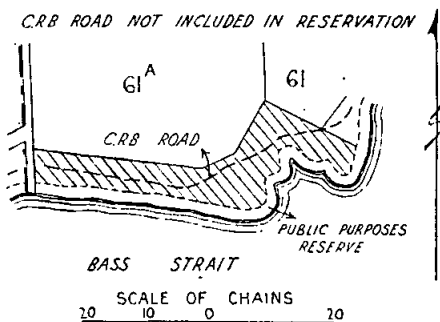 C.R.B ROAD NOT INCLUDED IN RESERVATION
61A
61
C.R.B ROAD
PUBLIC PURPOSES
RESERVE
BASS STRAIT
SCALE OF CHAINS
20 10 0 20